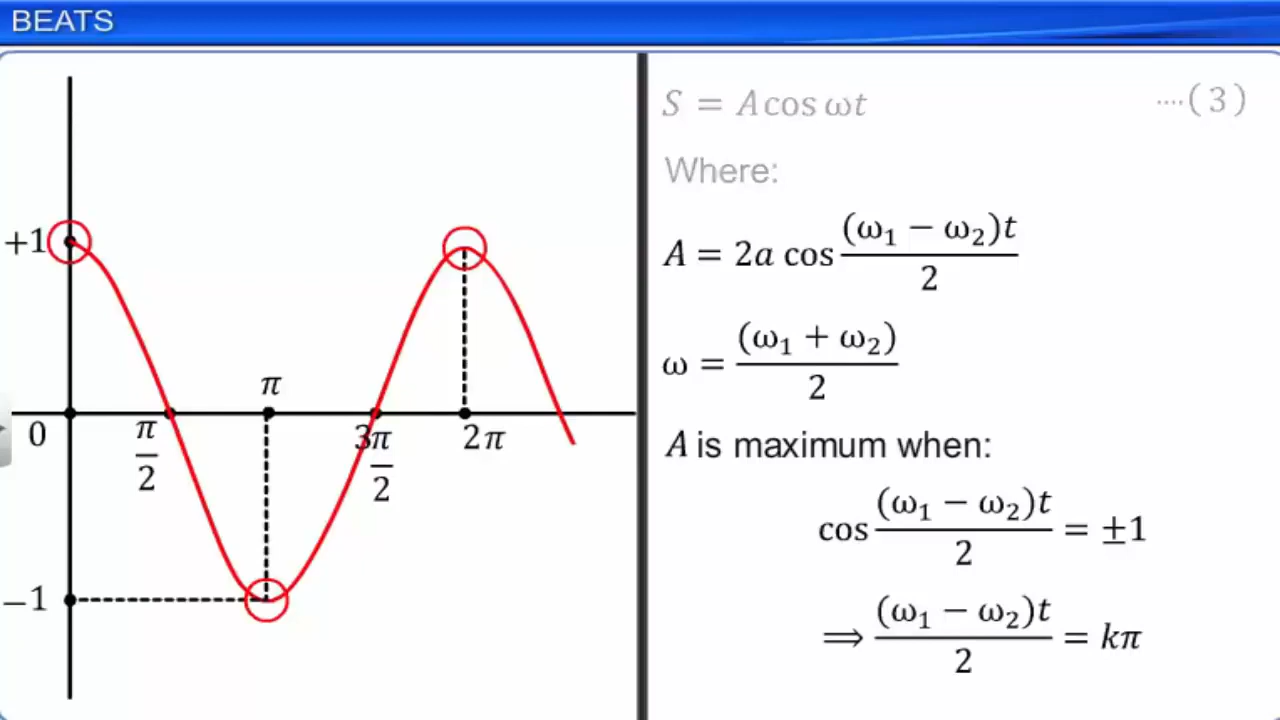 BEATS
+1
0
π/2
π
3π/2
2π
−1
S = A cos ωt ....(3)
Where:
A = 2a cos (ω₁ − ω₂)t/2
ω = (ω₁ + ω₂)/2
A is maximum when:
cos (ω₁ − ω₂)t/2 = ±1
⟹ (ω₁ − ω₂)t/2 = kπ